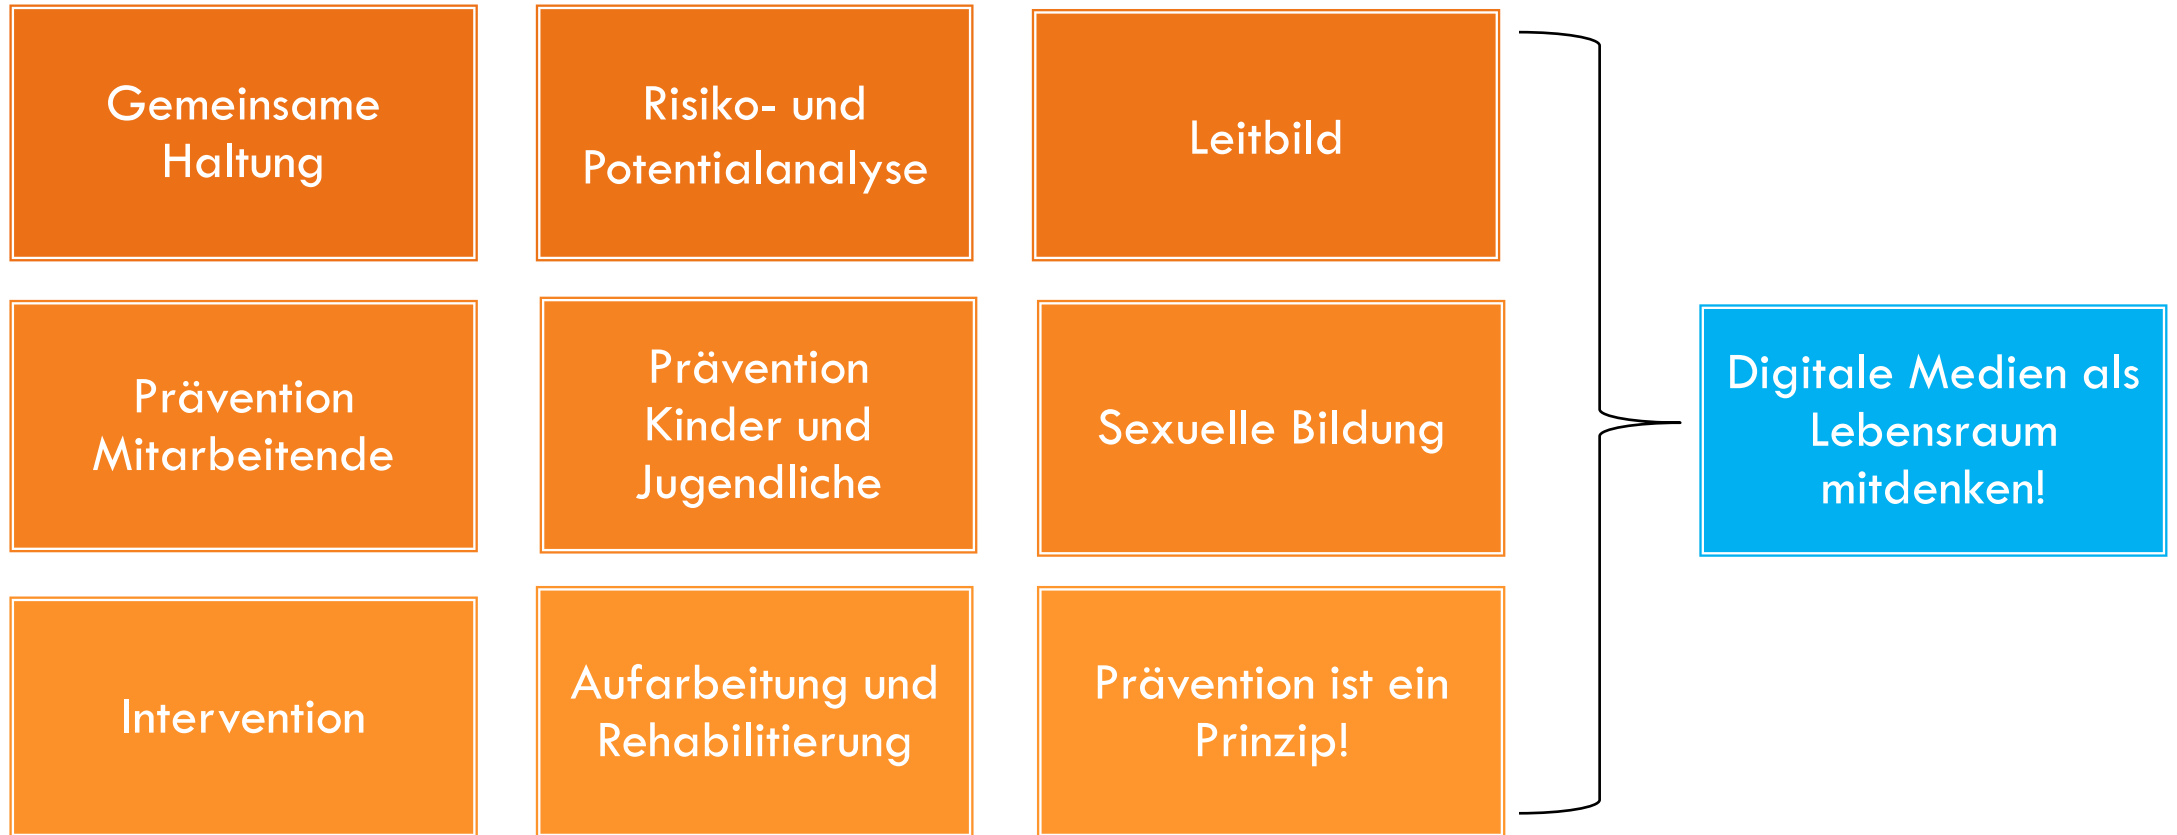 Gemeinsame
Haltung
Risiko- und
Potentialanalyse
Leitbild
Prävention
Mitarbeitende
Prävention
Kinder und
Jugendliche
Sexuelle Bildung
Digitale Medien als
Lebensraum
mitdenken!
Intervention
Aufarbeitung und
Rehabilitierung
Prävention ist ein
Prinzip!